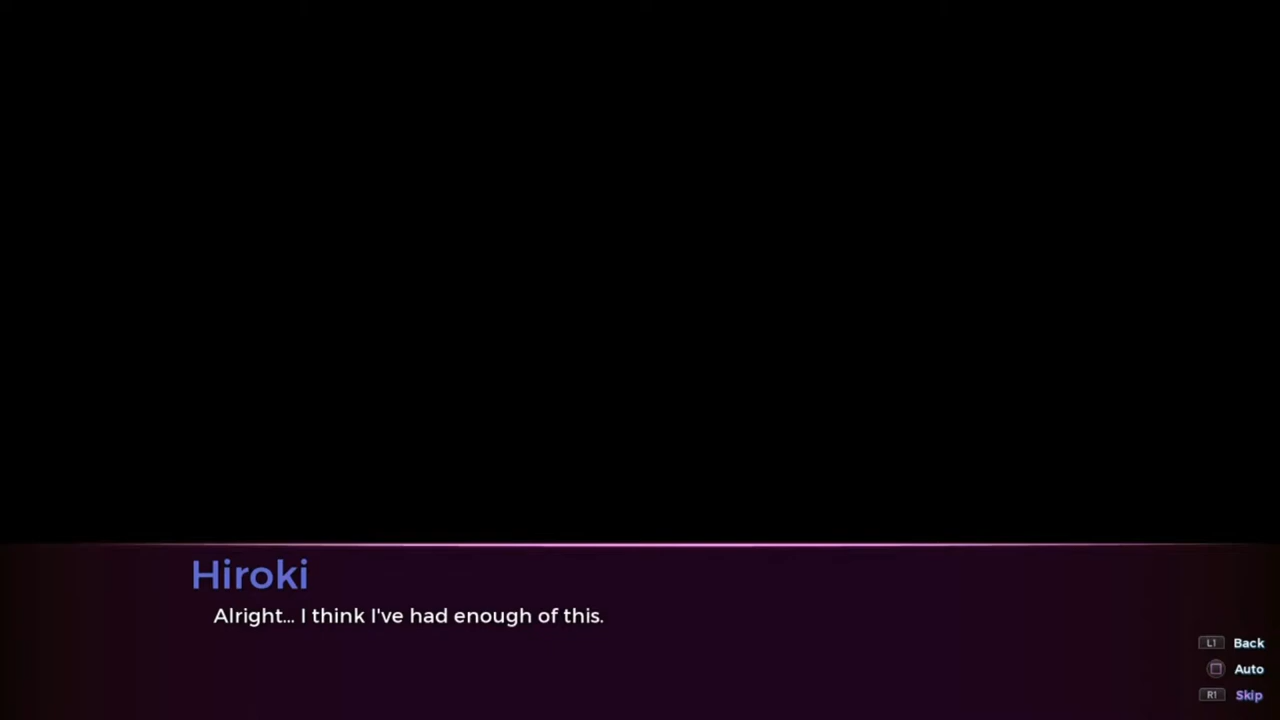 Hiroki
Alright... I think I've had enough of this.
L1 Back
Auto
R1 Skip